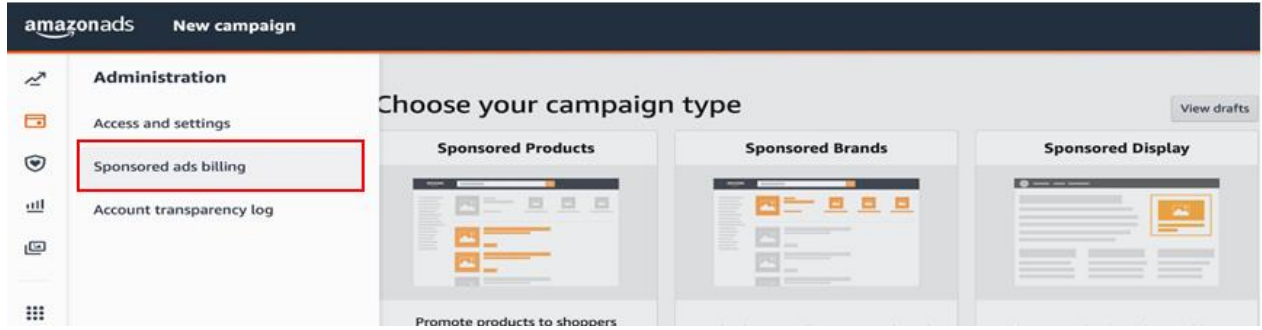 amazonads New campaign
Administration
Access and settings
Sponsored ads billing
Account transparency log
Choose your campaign type
View drafts
Sponsored Products
Sponsored Brands
Sponsored Display
Promote products to shoppers